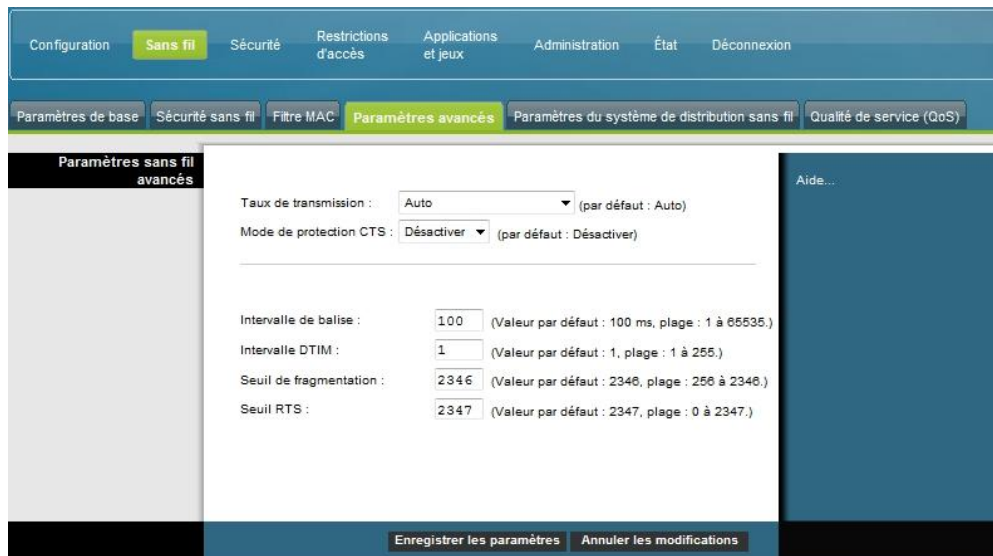 Configuration Sans fil Sécurité Restrictions d'accès Applications et jeux Administration État Déconnexion
Paramètres de base Sécurité sans fil Filtre MAC Paramètres avancés Paramètres du système de distribution sans fil Qualité de service (QoS)
Paramètres sans fil
avancés
Aide...
Taux de transmission : Auto (par défaut : Auto)
Mode de protection CTS : Désactiver (par défaut : Désactiver)
Intervalle de balise : 100 (Valeur par défaut : 100 ms, plage : 1 à 65535.)
Intervalle DTIM : 1 (Valeur par défaut : 1, plage : 1 à 255.)
Seuil de fragmentation : 2346 (Valeur par défaut : 2346, plage : 256 à 2346.)
Seuil RTS : 2347 (Valeur par défaut : 2347, plage : 0 à 2347.)
Enregistrer les paramètres Annuler les modifications